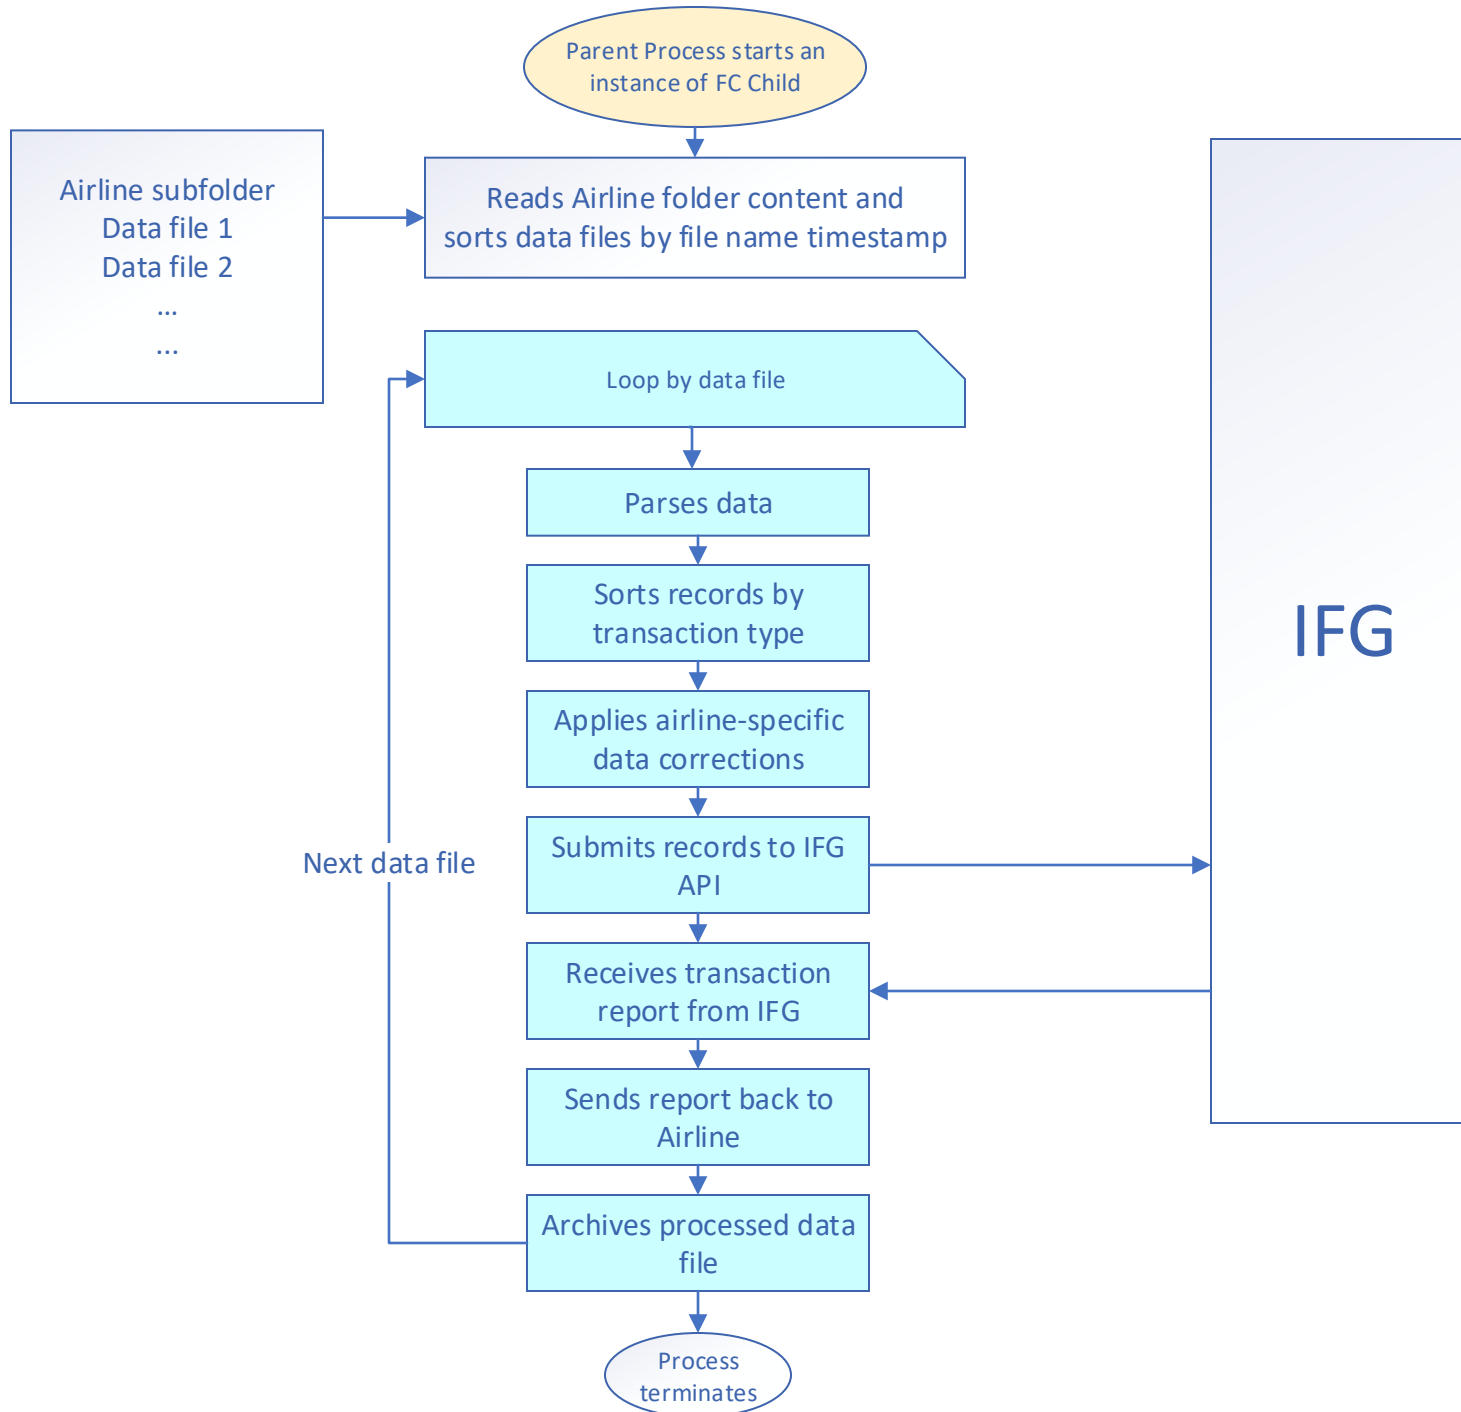 Parent Process starts an
instance of FC Child
Airline subfolder
Data file 1
Data file 2
...
...
Reads Airline folder content and
sorts data files by file name timestamp
Loop by data file
Parses data
Sorts records by
transaction type
Applies airline-specific
data corrections
Submits records to IFG
API
Next data file
Receives transaction
report from IFG
Sends report back to
Airline
Archives processed data
file
Process
terminates
IFG